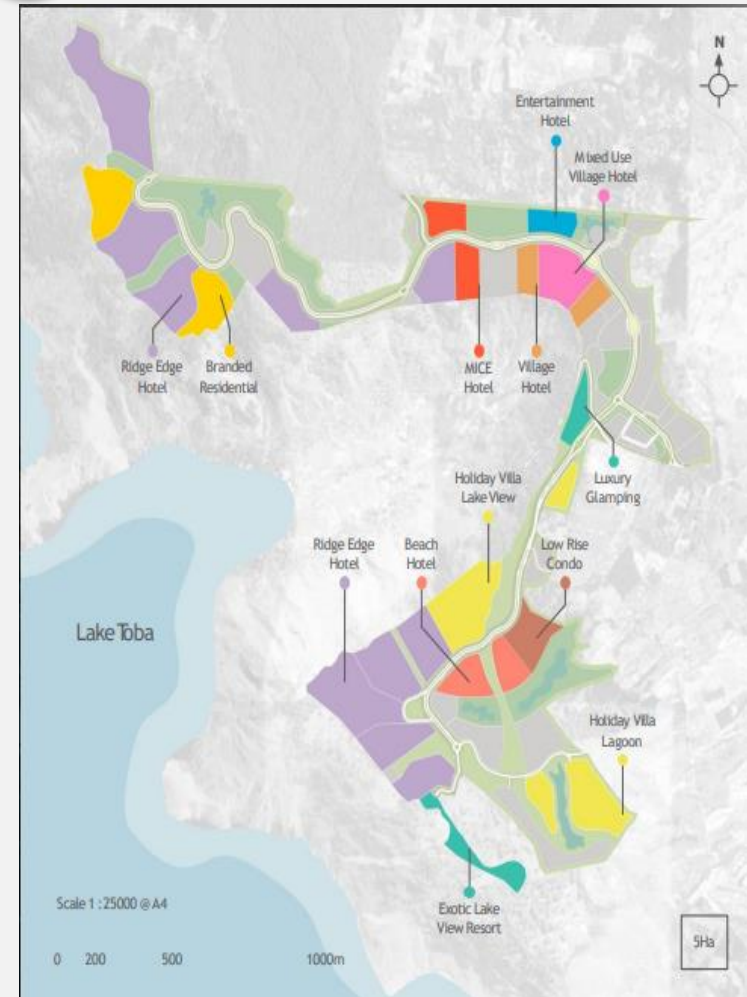 N
Entertainment
Hotel
Mixed Use
Village Hotel
Ridge Edge
Hotel
Branded
Residential
MICE
Hotel
Village
Hotel
Luxury
Glamping
Holiday Villa
Lake View
Ridge Edge
Hotel
Beach
Hotel
Low Rise
Condo
Lake Toba
Holiday Villa
Lagoon
Exotic Lake
View Resort
Scale 1 : 25000 @ A4
0 200 500 1000m
5Ha